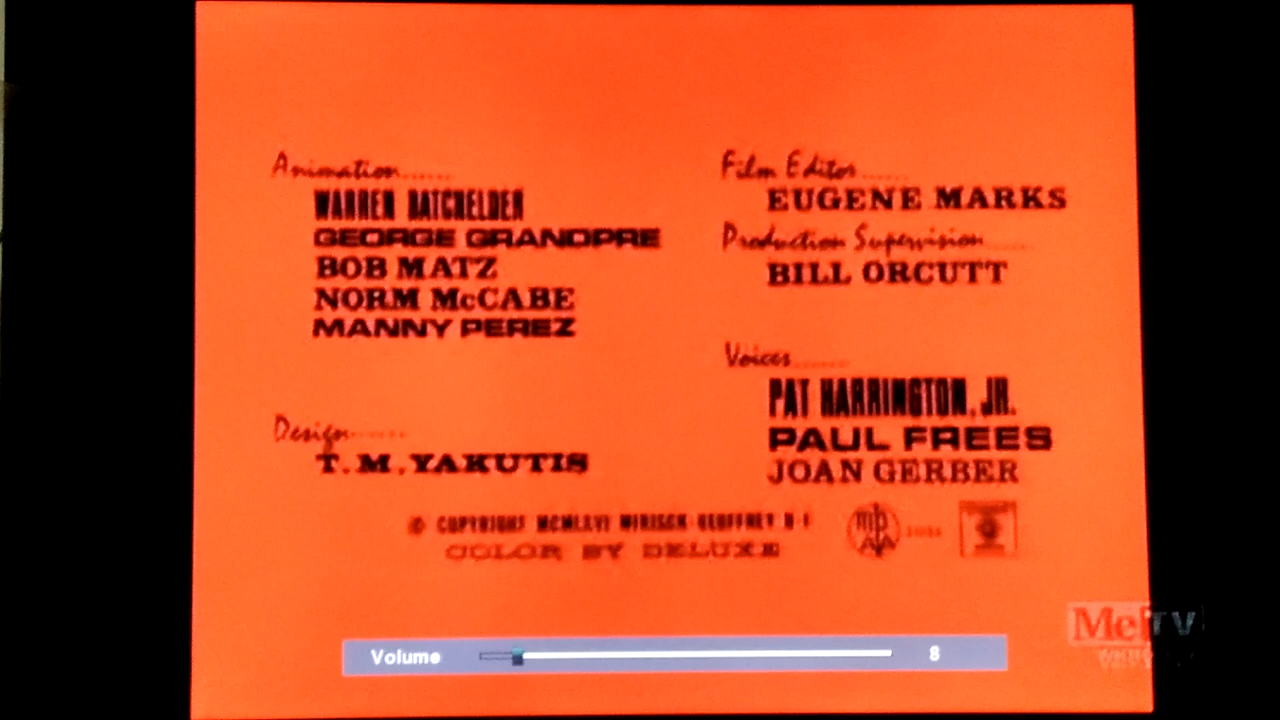 Animation......
WARREN BATCHELDER
GEORGE GRANDPRE
BOB MATZ
NORM McCABE
MANNY PEREZ
Design......
T.M. YAKUTIS
Film Editor......
EUGENE MARKS
Production Supervision......
BILL ORCUTT
Voices......
PAT HARRINGTON, JR.
PAUL FREES
JOAN GERBER
© COPYRIGHT MCMLXVI MIRISCH-GEOFFREY D-F
COLOR BY DELUXE
MeTV
Volume 8